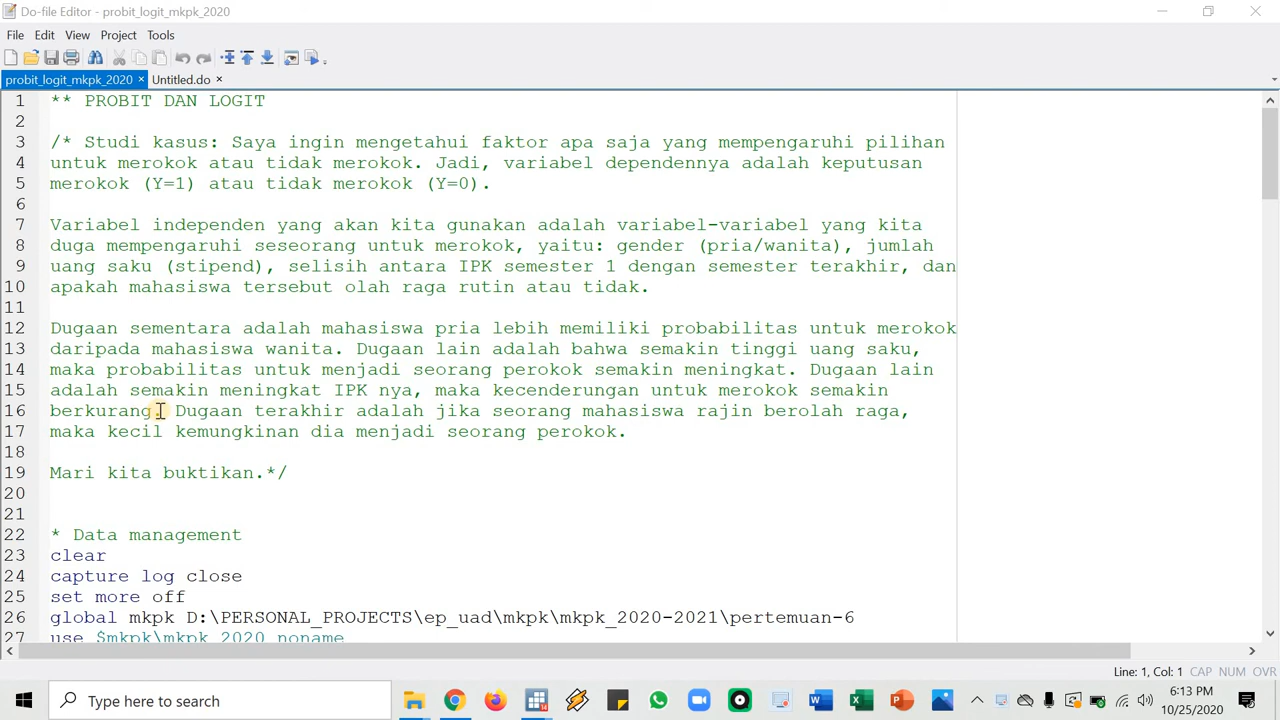 Do-file Editor - probit_logit_mkpk_2020
File Edit View Project Tools
probit_logit_mkpk_2020 × Untitled.do ×
1 ** PROBIT DAN LOGIT
2
3 /* Studi kasus: Saya ingin mengetahui faktor apa saja yang mempengaruhi pilihan
4 untuk merokok atau tidak merokok. Jadi, variabel dependennya adalah keputusan
5 merokok (Y=1) atau tidak merokok (Y=0).
6
7 Variabel independen yang akan kita gunakan adalah variabel-variabel yang kita
8 duga mempengaruhi seseorang untuk merokok, yaitu: gender (pria/wanita), jumlah
9 uang saku (stipend), selisih antara IPK semester 1 dengan semester terakhir, dan
10 apakah mahasiswa tersebut olah raga rutin atau tidak.
11
12 Dugaan sementara adalah mahasiswa pria lebih memiliki probabilitas untuk merokok
13 daripada mahasiswa wanita. Dugaan lain adalah bahwa semakin tinggi uang saku,
14 maka probabilitas untuk menjadi seorang perokok semakin meningkat. Dugaan lain
15 adalah semakin meningkat IPK nya, maka kecenderungan untuk merokok semakin
16 berkurang. Dugaan terakhir adalah jika seorang mahasiswa rajin berolah raga,
17 maka kecil kemungkinan dia menjadi seorang perokok.
18
19 Mari kita buktikan.*/
20
21
22 * Data management
23 clear
24 capture log close
25 set more off
26 global mkpk D:\PERSONAL_PROJECTS\ep_uad\mkpk\mkpk_2020-2021\pertemuan-6
27 use $mkpk\mkpk_2020_noname
Line: 1, Col: 1 CAP NUM OVR
Type here to search
6:13 PM
10/25/2020